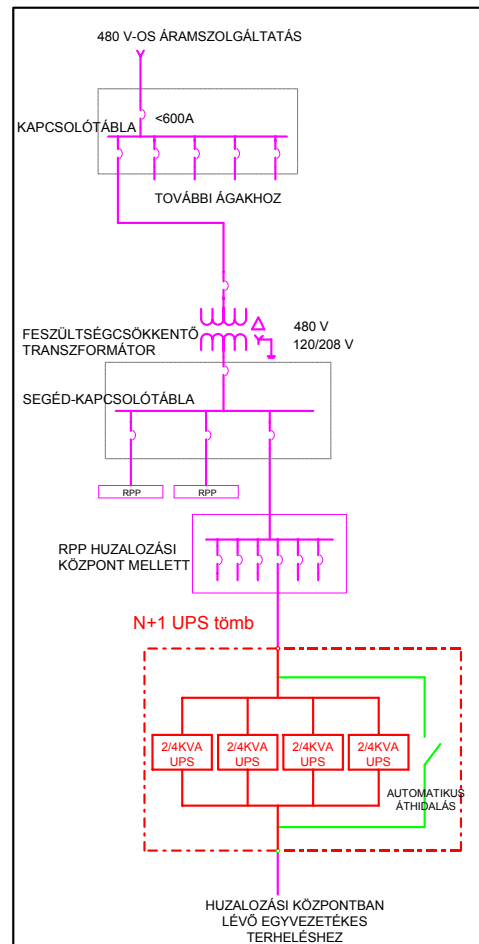 480 V-OS ÁRAMSZOLGÁLTATÁS
<600A
KAPCSOLÓTÁBLA
TOVÁBBI ÁGAKHOZ
FESZÜLTSÉGCSÖKKENTŐ
TRANSZFORMÁTOR
480 V
120/208 V
SEGÉD-KAPCSOLÓTÁBLA
RPP
RPP
RPP HUZALOZÁSI
KÖZPONT MELLETT
N+1 UPS tömb
2/4KVA
UPS
2/4KVA
UPS
2/4KVA
UPS
2/4KVA
UPS
AUTOMATIKUS
ÁTHIDALÁS
HUZALOZÁSI KÖZPONTBAN
LÉVŐ EGYVEZETÉKES
TERHELÉSHEZ